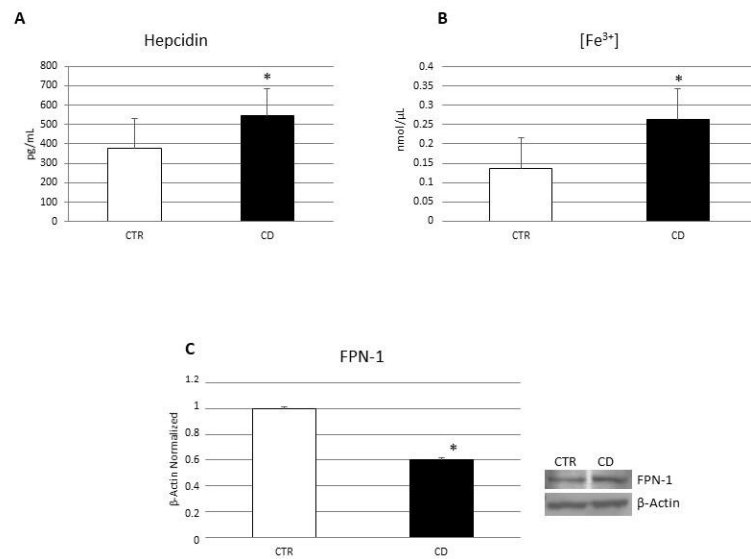 A
Hepcidin
800
700
600
500
400
300
200
100
0
pg/mL
*
CTR CD
B
[Fe³⁺]
0.4
0.35
0.3
0.25
0.2
0.15
0.1
0.05
0
nmol/µL
*
CTR CD
C
FPN-1
1.2
1
0.8
0.6
0.4
0.2
0
β-Actin Normalized
*
CTR CD
CTR CD
FPN-1
β-Actin